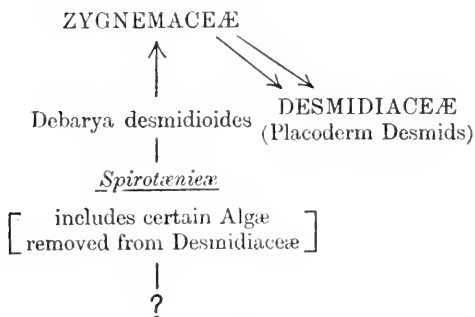 ZYGNEMACEÆ
Debarya desmidioides
DESMIDIACEÆ
(Placoderm Desmids)
Spirotænieæ
includes certain Algæ
removed from Desmidiaceæ
?